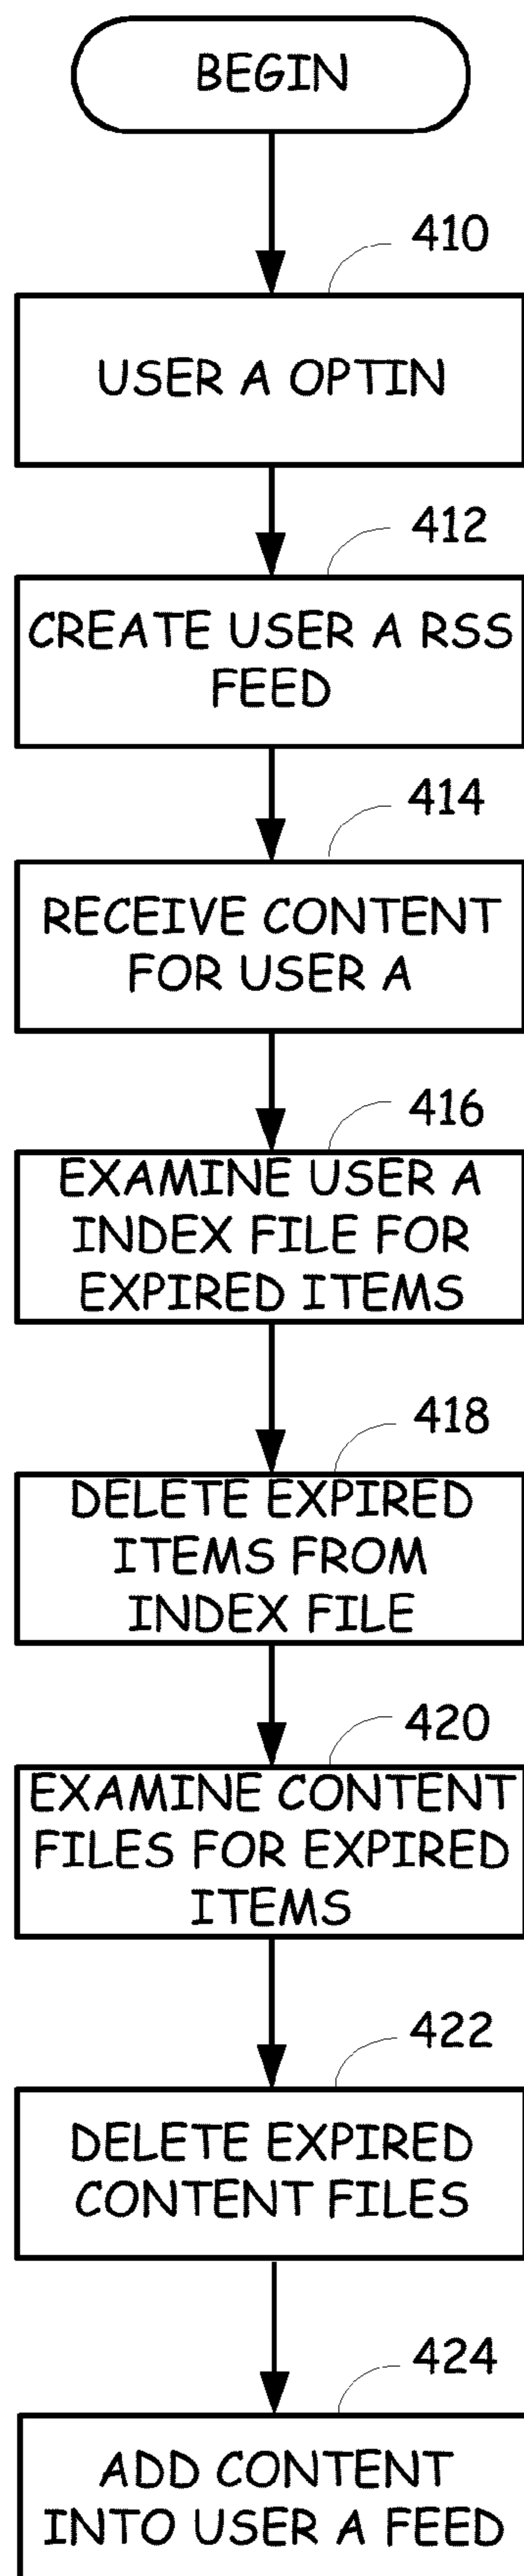 BEGIN
410
USER A OPTIN
412
CREATE USER A RSS
FEED
414
RECEIVE CONTENT
FOR USER A
416
EXAMINE USER A
INDEX FILE FOR
EXPIRED ITEMS
418
DELETE EXPIRED
ITEMS FROM
INDEX FILE
420
EXAMINE CONTENT
FILES FOR EXPIRED
ITEMS
422
DELETE EXPIRED
CONTENT FILES
424
ADD CONTENT
INTO USER A FEED